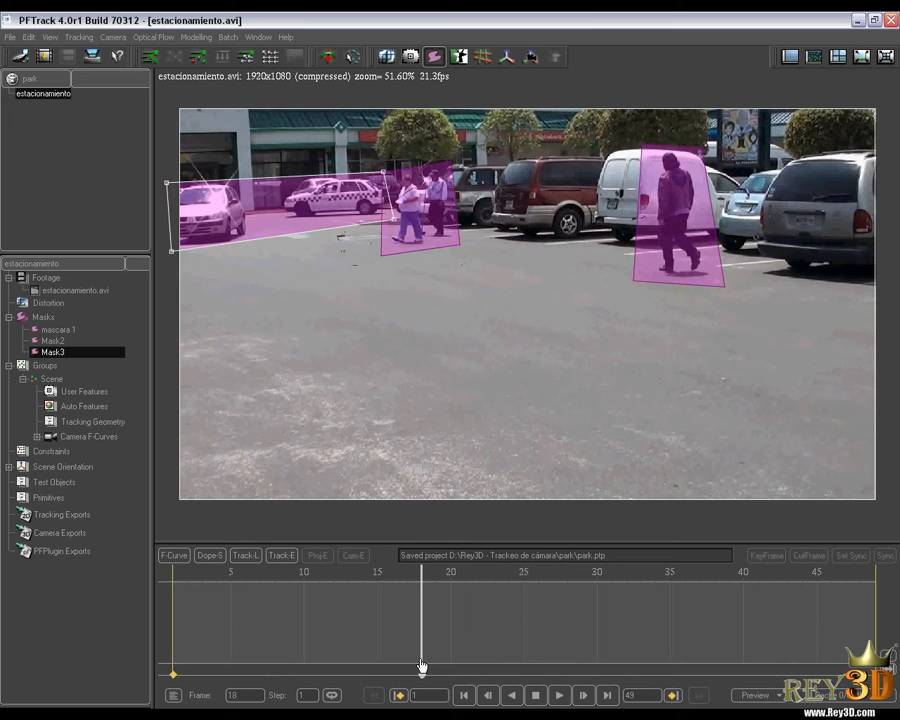 PFTrack 4.0r1 Build 70312 - [estacionamiento.avi]
File Edit View Tracking Camera Optical Flow Modelling Batch Window Help
park
estacionamiento
estacionamiento.avi: 1920x1080 (compressed) zoom= 51.60% 21.3fps
estacionamiento
Footage
estacionamiento.avi
Distortion
Masks
mascara 1
Mask2
Mask3
Groups
Scene
User Features
Auto Features
Tracking Geometry
Camera F-Curves
Constraints
Scene Orientation
Test Objects
Primitives
Tracking Exports
Camera Exports
PFPlugin Exports
F-Curve Dope-S Track-L Track-E Proj-E Cam-E Saved project D:\Rey3D - Trackeo de cámara\park\park.ptp KeyFrame CutFrame Set Sync Sync
5 10 15 20 25 30 35 40 45
Frame: 18 Step: 1 1 49 Preview
REY3D
www.Rey3D.com